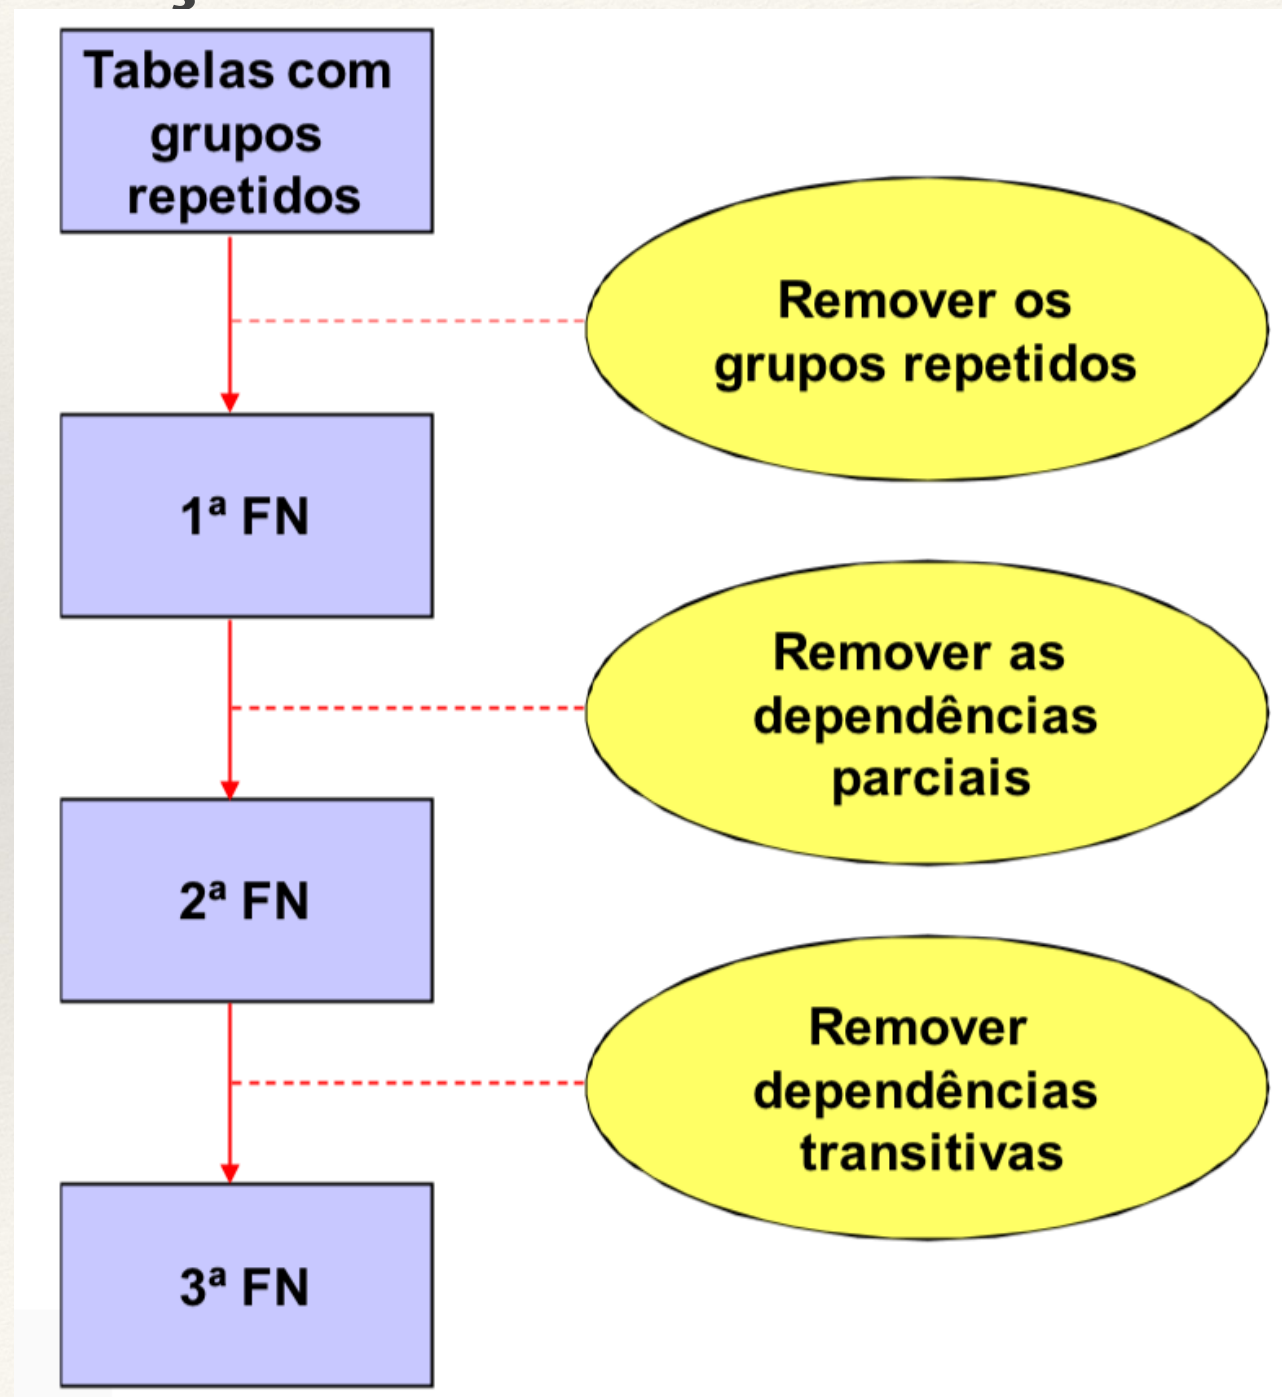 Tabelas com
grupos
repetidos
Remover os
grupos repetidos
1ª FN
Remover as
dependências
parciais
2ª FN
Remover
dependências
transitivas
3ª FN